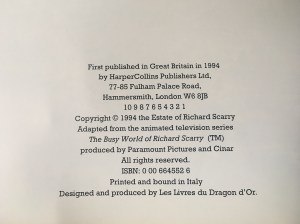 First published in Great Britain in 1994
by HarperCollins Publishers Ltd,
77-85 Fulham Palace Road,
Hammersmith, London W6 8JB
10 9 8 7 6 5 4 3 2 1
Copyright © 1994 the Estate of Richard Scarry
Adapted from the animated television series
The Busy World of Richard Scarry (TM)
produced by Paramount Pictures and Cinar
All rights reserved.
ISBN: 0 00 664552 6
Printed and bound in Italy
Designed and produced by Les Livres du Dragon d'Or.